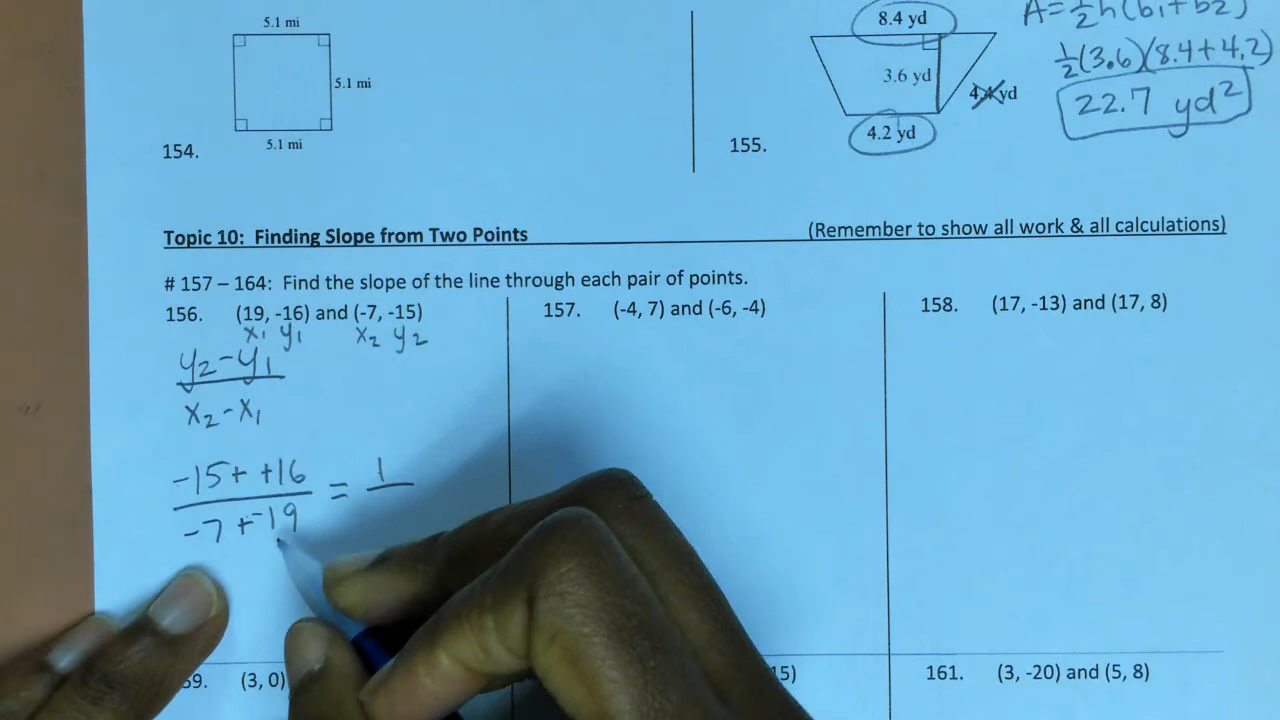 5.1 mi
5.1 mi
5.1 mi
154.
8.4 yd
3.6 yd
yd
4.2 yd
155.
A=½h(b1+b2)
½(3.6)(8.4+4.2)
22.7 yd²
Topic 10: Finding Slope from Two Points
(Remember to show all work & all calculations)
# 157 – 164: Find the slope of the line through each pair of points.
156. (19, -16) and (-7, -15)
x1 y1 x2 y2
y2-y1
x2-x1
-15+ +16 = 1
-7 + -19
157. (-4, 7) and (-6, -4)
158. (17, -13) and (17, 8)
59. (3, 0)
15)
161. (3, -20) and (5, 8)